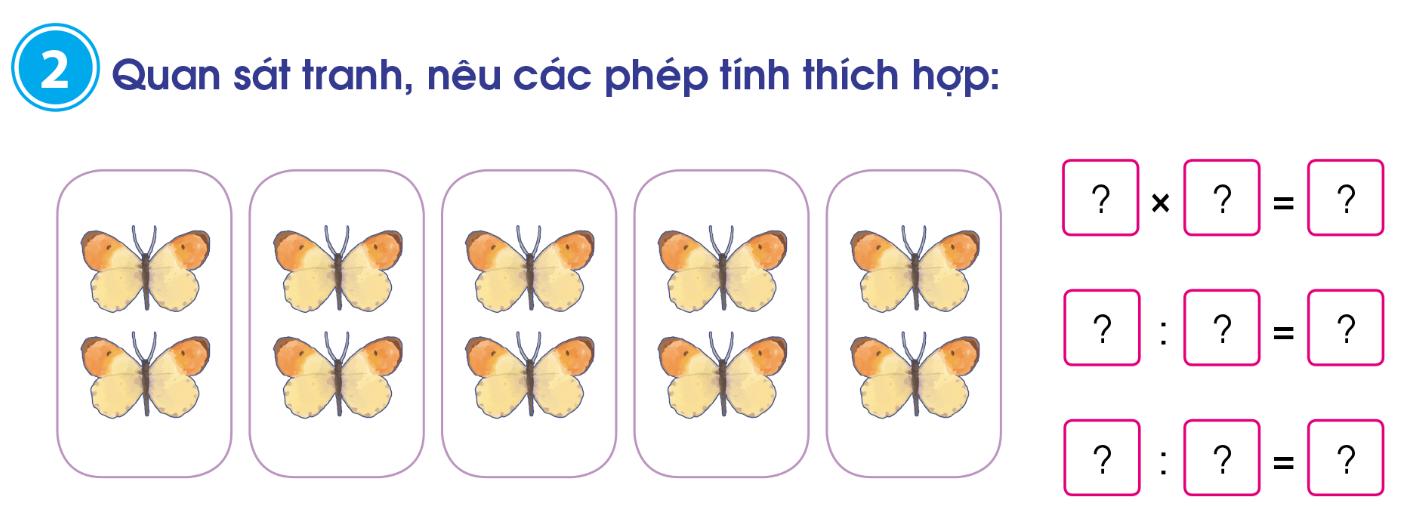 2 Quan sát tranh, nêu các phép tính thích hợp:
? × ? = ?
? : ? = ?
? : ? = ?